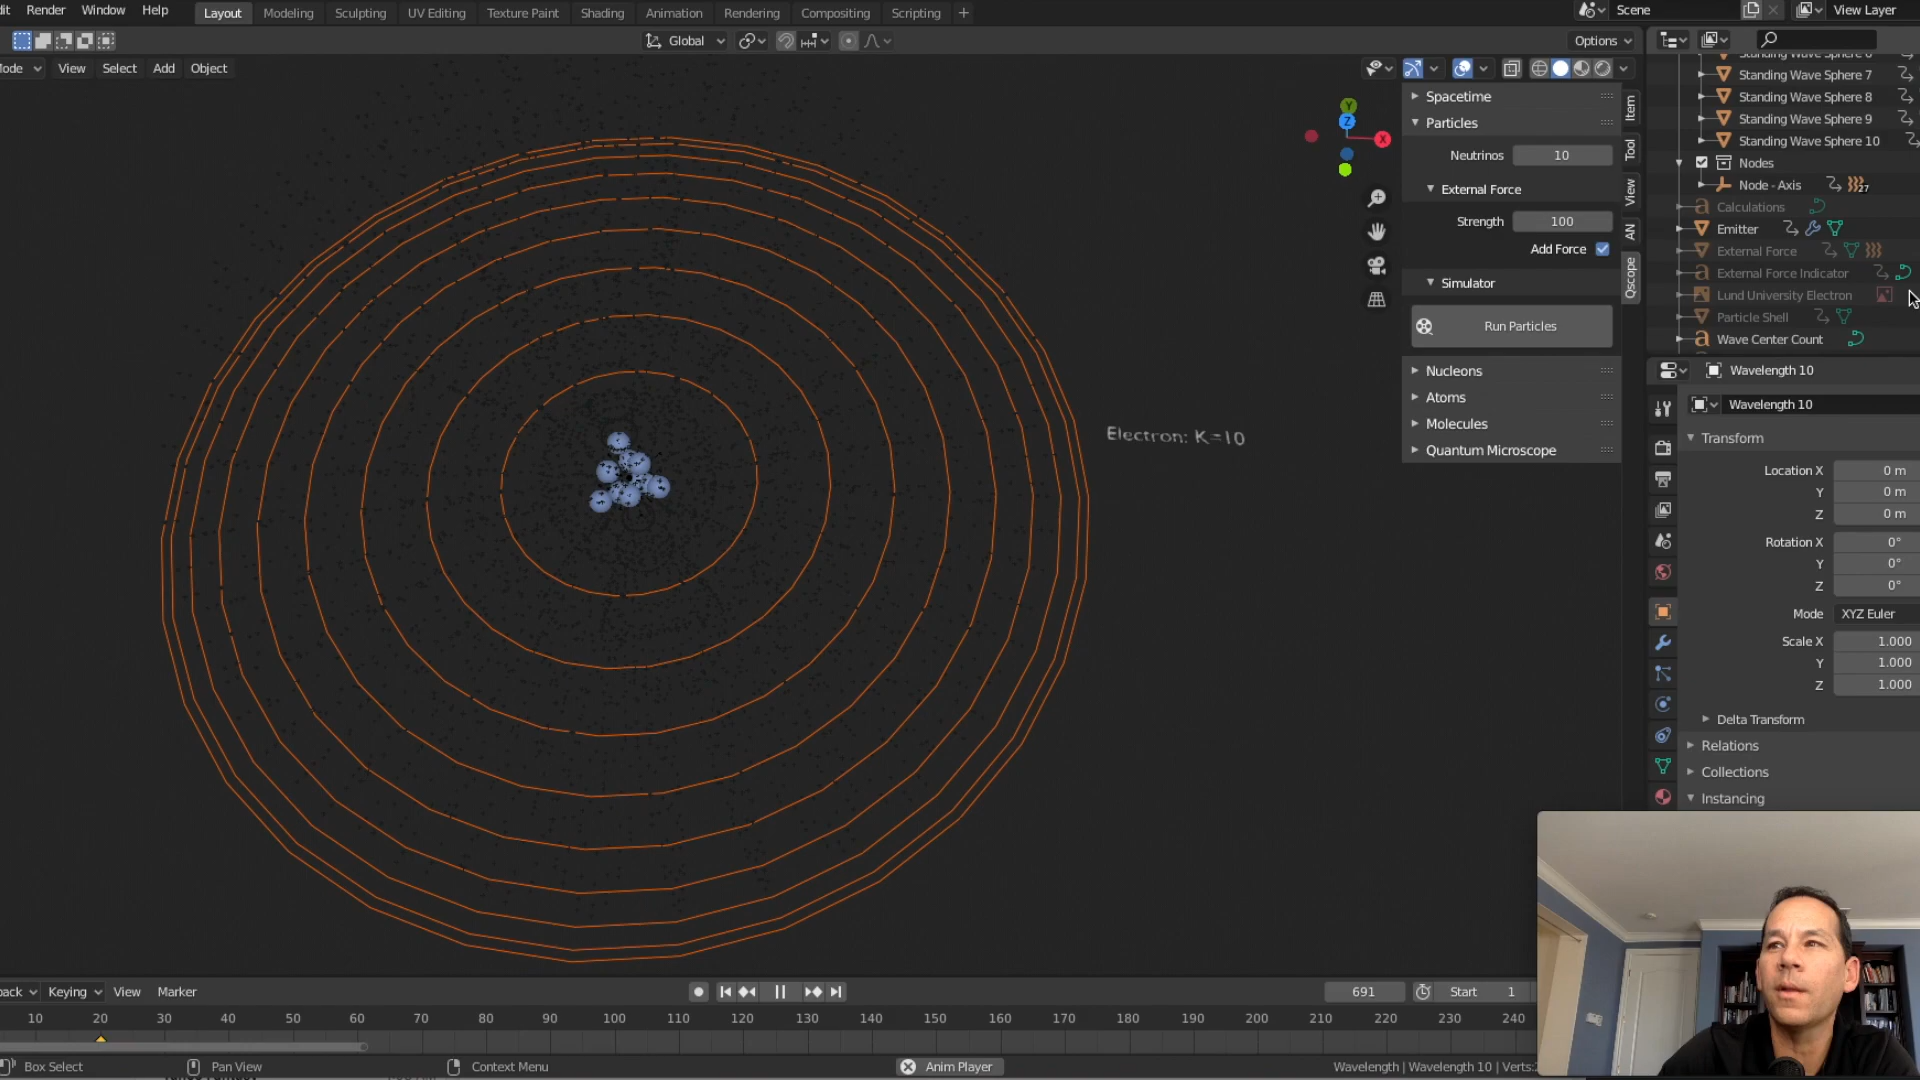 Render Window Help
Layout Modeling Sculpting UV Editing Texture Paint Shading Animation Rendering Compositing Scripting +
Scene View Layer
Global Options
View Select Add Object
Standing Wave Sphere 7
Standing Wave Sphere 8
Standing Wave Sphere 9
Standing Wave Sphere 10
Nodes
Node - Axis 27
Calculations
Emitter
External Force
External Force Indicator
Lund University Electron
Particle Shell
Wave Center Count
Y
Z
X
Spacetime
Particles
Neutrinos 10
External Force
Strength 100
Add Force
Simulator
Run Particles
Nucleons
Atoms
Molecules
Quantum Microscope
Item
Tool
View
AN
Qscope
Electron: K=10
Wavelength 10
Wavelength 10
Transform
Location X 0 m
Y 0 m
Z 0 m
Rotation X 0°
Y 0°
Z 0°
Mode XYZ Euler
Scale X 1.000
Y 1.000
Z 1.000
Delta Transform
Relations
Collections
Instancing
Keying View Marker 691 Start 1
10 20 30 40 50 60 70 80 90 100 110 120 130 140 150 160 170 180 190 200 210 220 230 240
Box Select Pan View Context Menu Anim Player Wavelength | Wavelength 10 | Verts: